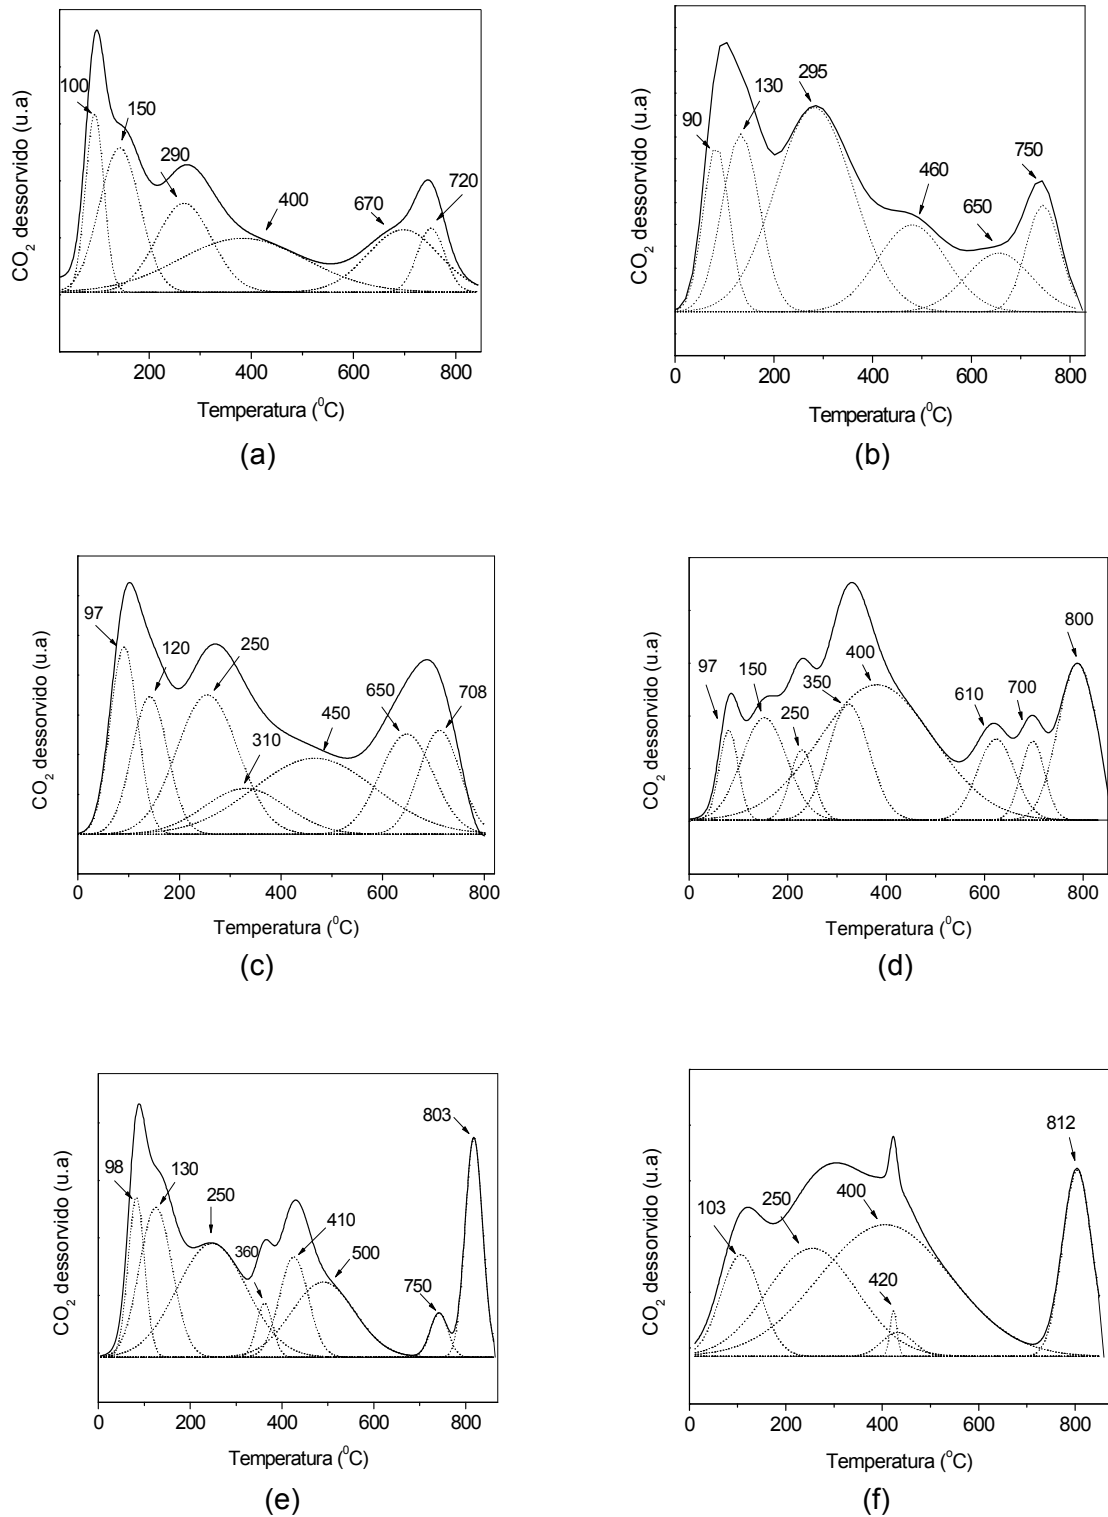 CO2 dessorvido (u.a)
100
150
290
400
670
720
200 400 600 800
Temperatura (0C)
(a)
CO2 dessorvido (u.a)
90
130
295
460
650
750
0 200 400 600 800
Temperatura (0C)
(b)
CO2 dessorvido (u.a)
97
120
250
310
450
650
708
0 200 400 600 800
Temperatura (0C)
(c)
CO2 dessorvido (u.a)
97
150
250
350
400
610
700
800
0 200 400 600 800
Temperatura (0C)
(d)
CO2 dessorvido (u.a)
98
130
250
360
410
500
750
803
0 200 400 600 800
Temperatura (0C)
(e)
CO2 dessorvido (u.a)
103
250
400
420
812
0 200 400 600 800
Temperatura (°C)
(f)